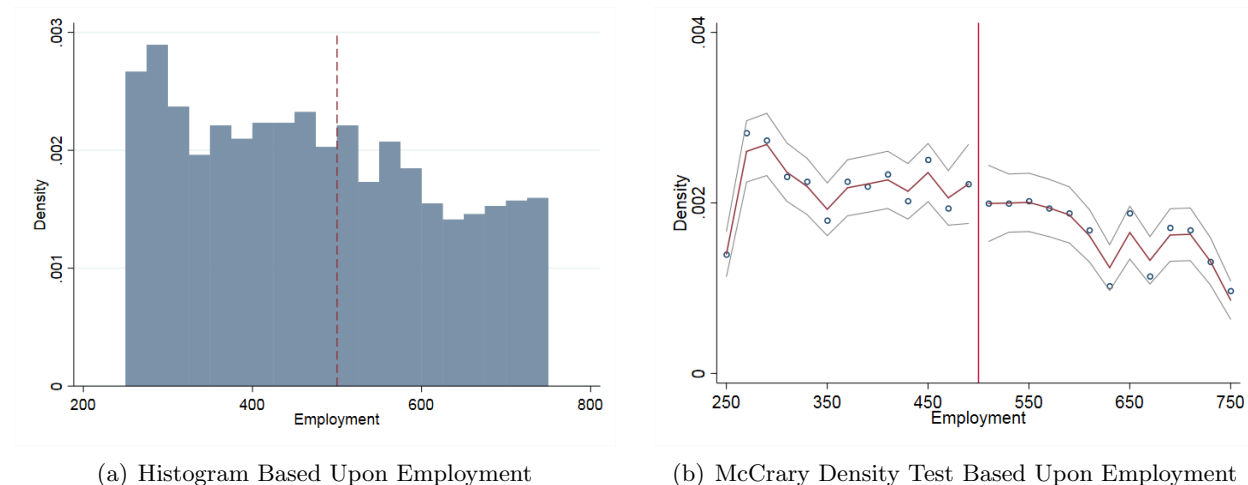 .003
.002
.001
0
Density
200
400
600
800
Employment
(a) Histogram Based Upon Employment
.004
.002
0
Density
250
350
450
550
650
750
Employment
(b) McCrary Density Test Based Upon Employment